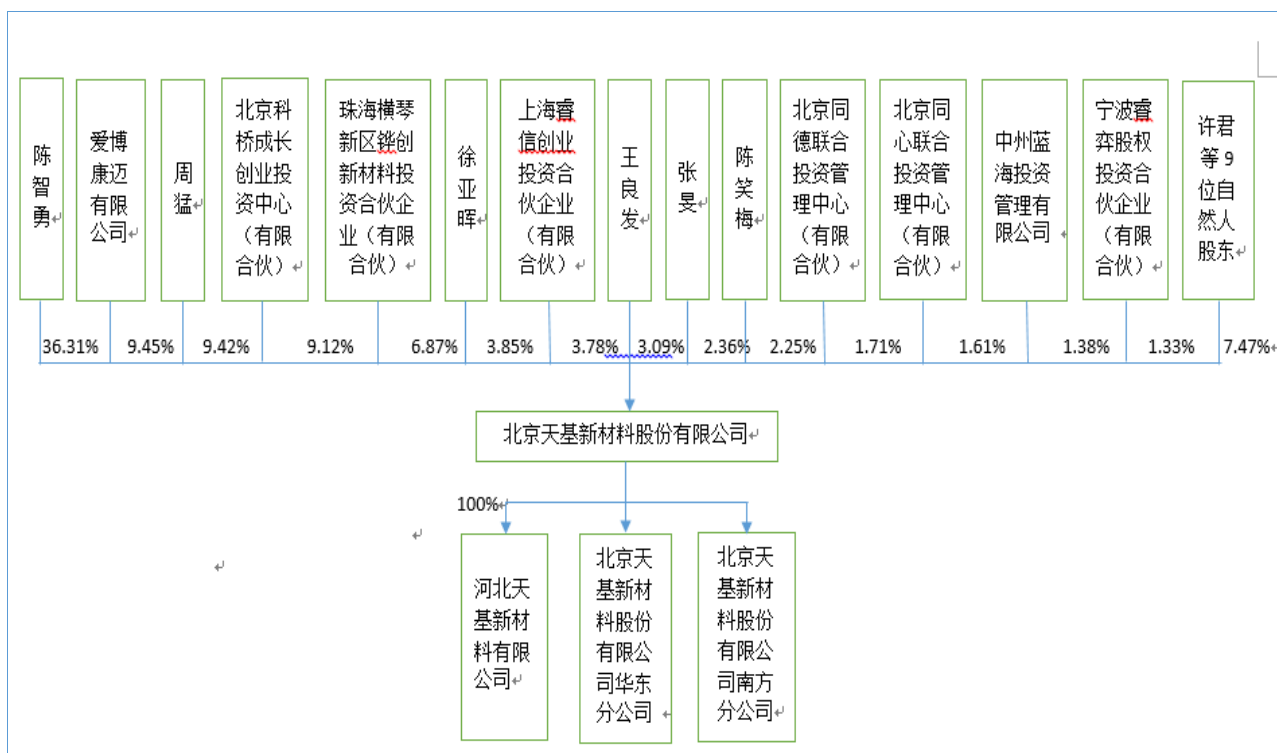 陈
智
勇
爱博
康迈
有限
公司
周
猛
北京科
桥成长
创业投
资中心
（有限
合伙）
珠海横琴
新区铧创
新材料投
资合伙企
业（有限
合伙）
徐
亚
晖
上海睿
信创业
投资合
伙企业
（有限
合伙）
王
良
发
张
旻
陈
笑
梅
北京同
德联合
投资管
理中心
（有限
合伙）
北京同
心联合
投资管
理中心
（有限
合伙）
中州蓝
海投资
管理有
限公司
宁波睿
弈股权
投资合
伙企业
（有限
合伙）
许君
等9
位自
然人
股东
36.31% 9.45% 9.42% 9.12% 6.87% 3.85% 3.78% 3.09% 2.36% 2.25% 1.71% 1.61% 1.38% 1.33% 7.47%
北京天基新材料股份有限公司
100%
河北天
基新材
料有限
公司
北京天
基新材
料股份
有限公
司华东
分公司
北京天
基新材
料股份
有限公
司南方
分公司